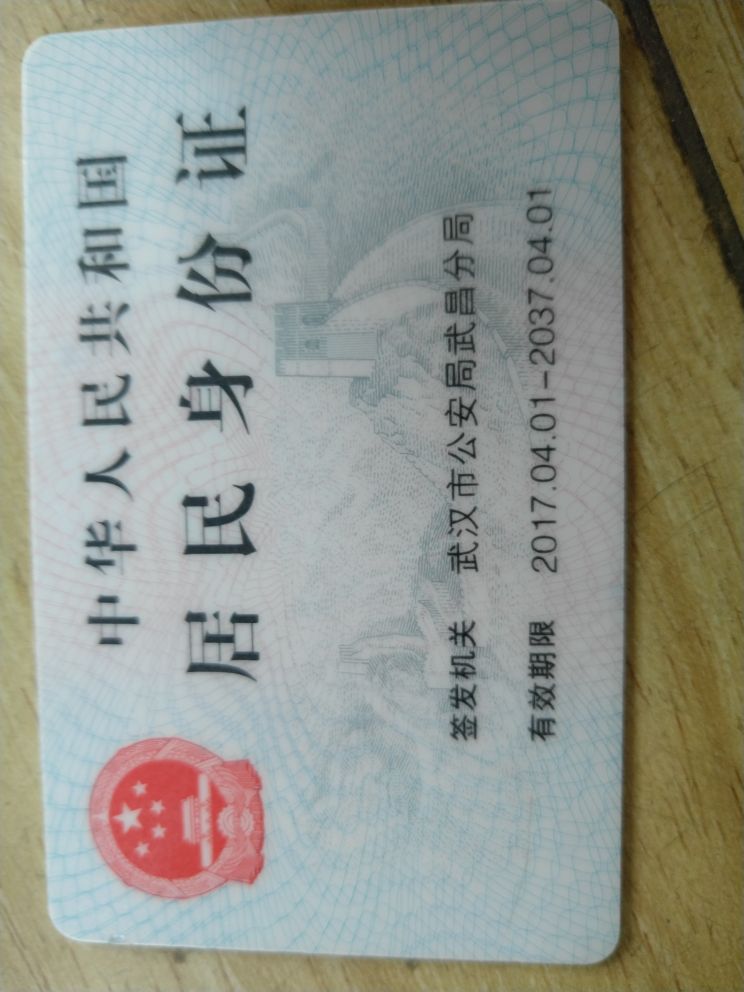 中华人民共和国
居民身份证
签发机关 武汉市公安局武昌分局
有效期限 2017.04.01-2037.04.01